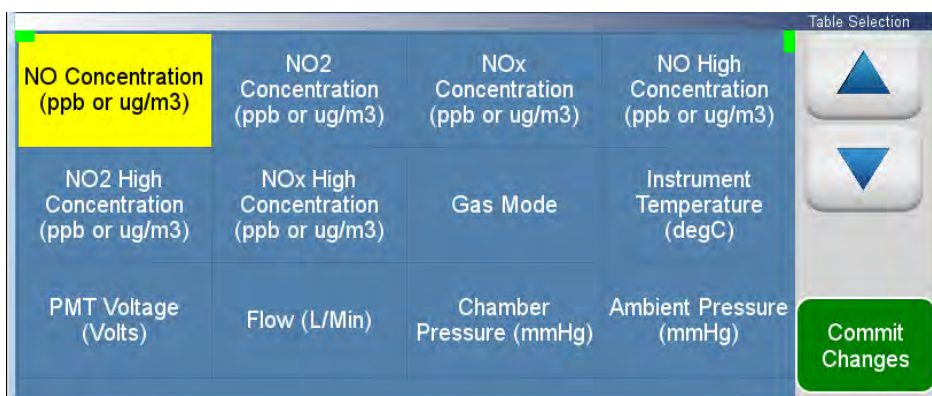 Table Selection
NO Concentration
(ppb or ug/m3)
NO2
Concentration
(ppb or ug/m3)
NOx
Concentration
(ppb or ug/m3)
NO High
Concentration
(ppb or ug/m3)
NO2 High
Concentration
(ppb or ug/m3)
NOx High
Concentration
(ppb or ug/m3)
Gas Mode
Instrument
Temperature
(degC)
PMT Voltage
(Volts)
Flow (L/Min)
Chamber
Pressure (mmHg)
Ambient Pressure
(mmHg)
Commit
Changes